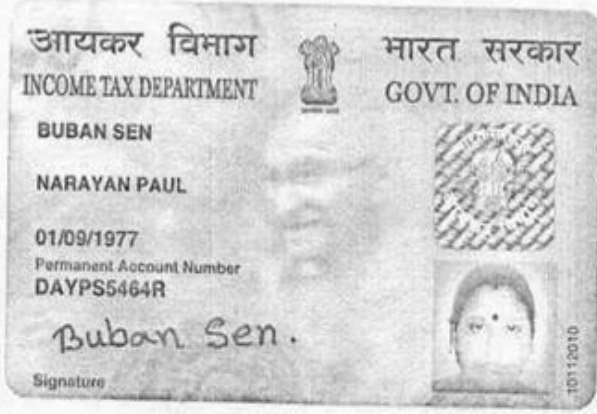 आयकर विभाग
INCOME TAX DEPARTMENT
भारत सरकार
GOVT. OF INDIA
BUBAN SEN
NARAYAN PAUL
01/09/1977
Permanent Account Number
DAYPS5464R
Buban Sen.
Signature
10112010